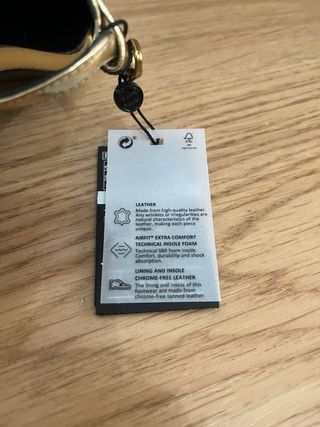 LEATHER
Made from high-quality leather.
Any wrinkles or irregularities are
natural characteristics of the
leather, making each piece
unique.
AIRFIT® EXTRA COMFORT
TECHNICAL INSOLE FOAM
Technical SBR foam insole.
Comfort, durability and shock
absorption.
LINING AND INSOLE
CHROME-FREE LEATHER
The lining and insole of this
footwear are made from
chrome-free tanned leather.